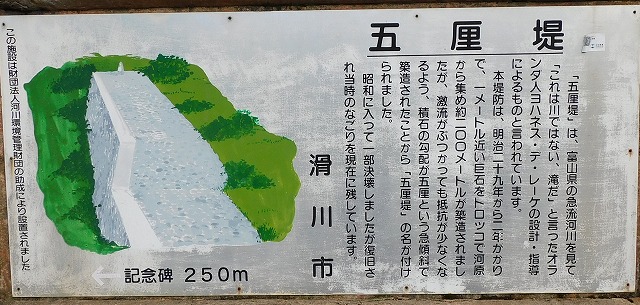 五厘堤
「五厘堤」は、富山県の急流河川を見て
「これは川ではない、滝だ」と言ったオラ
ンダ人ヨハネス・デ・レーケの設計・指導
によるものと言われています。
本堤防は、明治二十九年から二年がかり
で、一メートル近い巨石をトロッコで河原
から集め約二〇〇メートルが築造されまし
たが、激流がぶつかっても抵抗が少なくな
るよう、積石の勾配が五厘という急傾斜で
築造されたことから「五厘堤」の名が付け
られました。
昭和に入って一部決壊しましたが復旧さ
れ当時のなごりを現在に残しています。
滑川市
← 記念碑 250m
この施設は財団法人河川環境管理財団の助成により設置されました